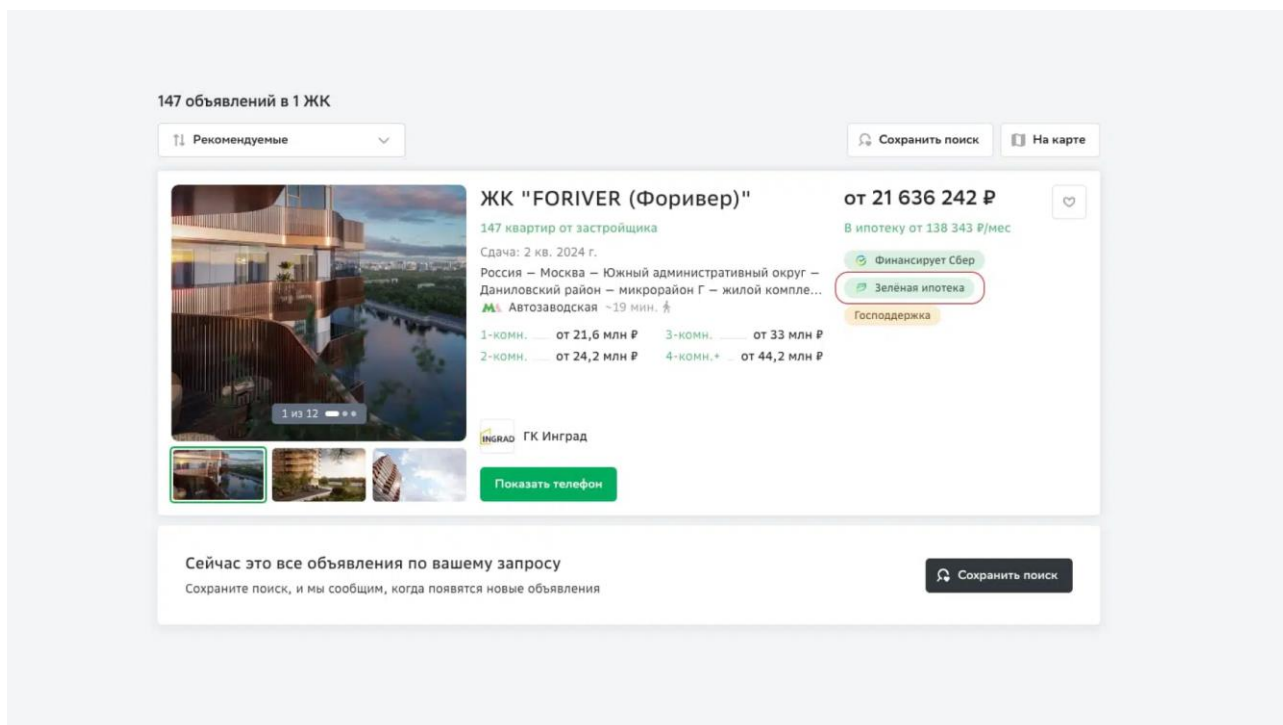 147 объявлений в 1 ЖК
Рекомендуемые
Сохранить поиск
На карте
ЖК "FORIVER (Форивер)"
147 квартир от застройщика
Сдача: 2 кв. 2024 г.
Россия – Москва – Южный административный округ –
Даниловский район – микрорайон Г – жилой компле...
Автозаводская ~19 мин.
1-комн. от 21,6 млн ₽ 3-комн. от 33 млн ₽
2-комн. от 24,2 млн ₽ 4-комн.+ от 44,2 млн ₽
от 21 636 242 ₽
В ипотеку от 138 343 ₽/мес
Финансирует Сбер
Зелёная ипотека
Господдержка
1 из 12
INGRAD ГК Инград
Показать телефон
Сейчас это все объявления по вашему запросу
Сохраните поиск, и мы сообщим, когда появятся новые объявления
Сохранить поиск